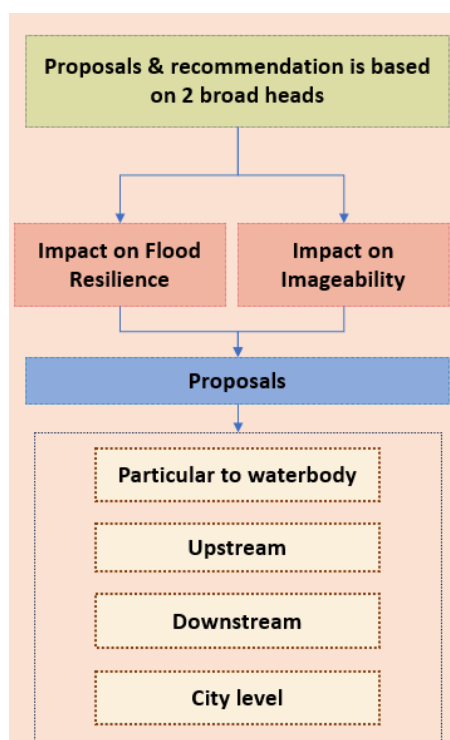 Proposals & recommendation is based
on 2 broad heads
Impact on Flood
Resilience
Impact on
Imageability
Proposals
Particular to waterbody
Upstream
Downstream
City level